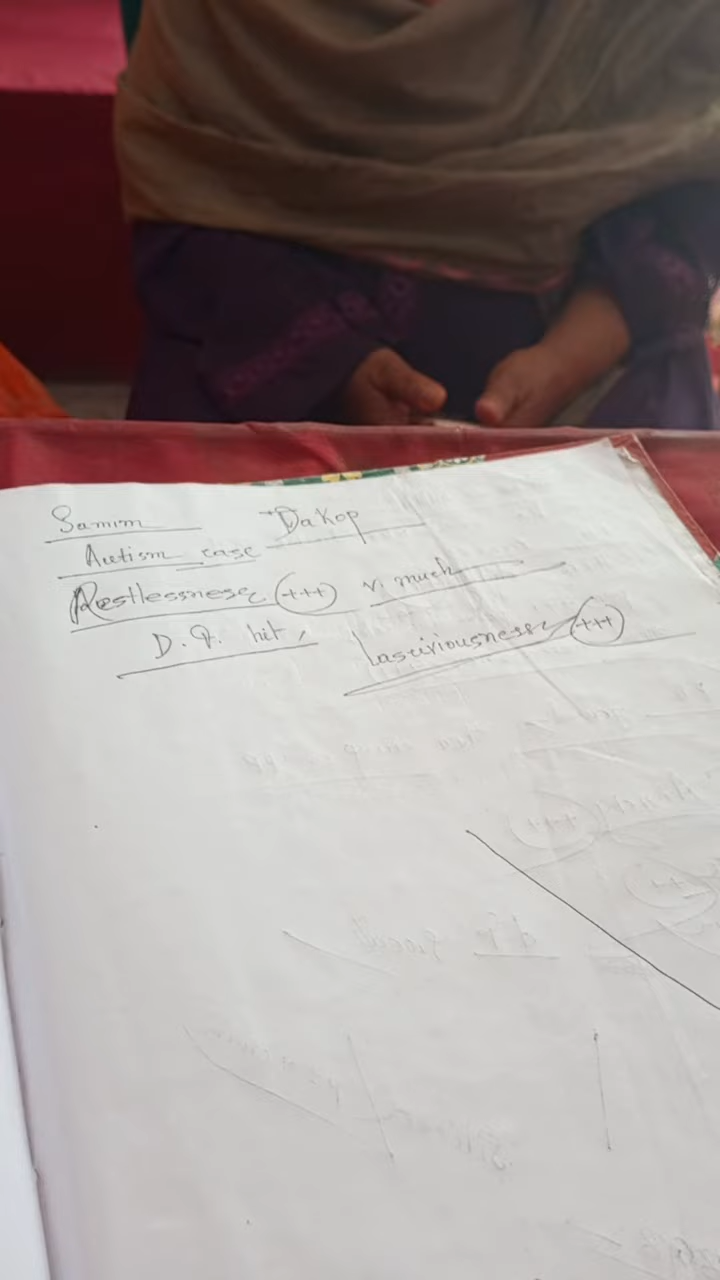 Samim Dakop
Autism case
Restlessness (+++) v. much
D.Q. hit, lasciviousness (+++)